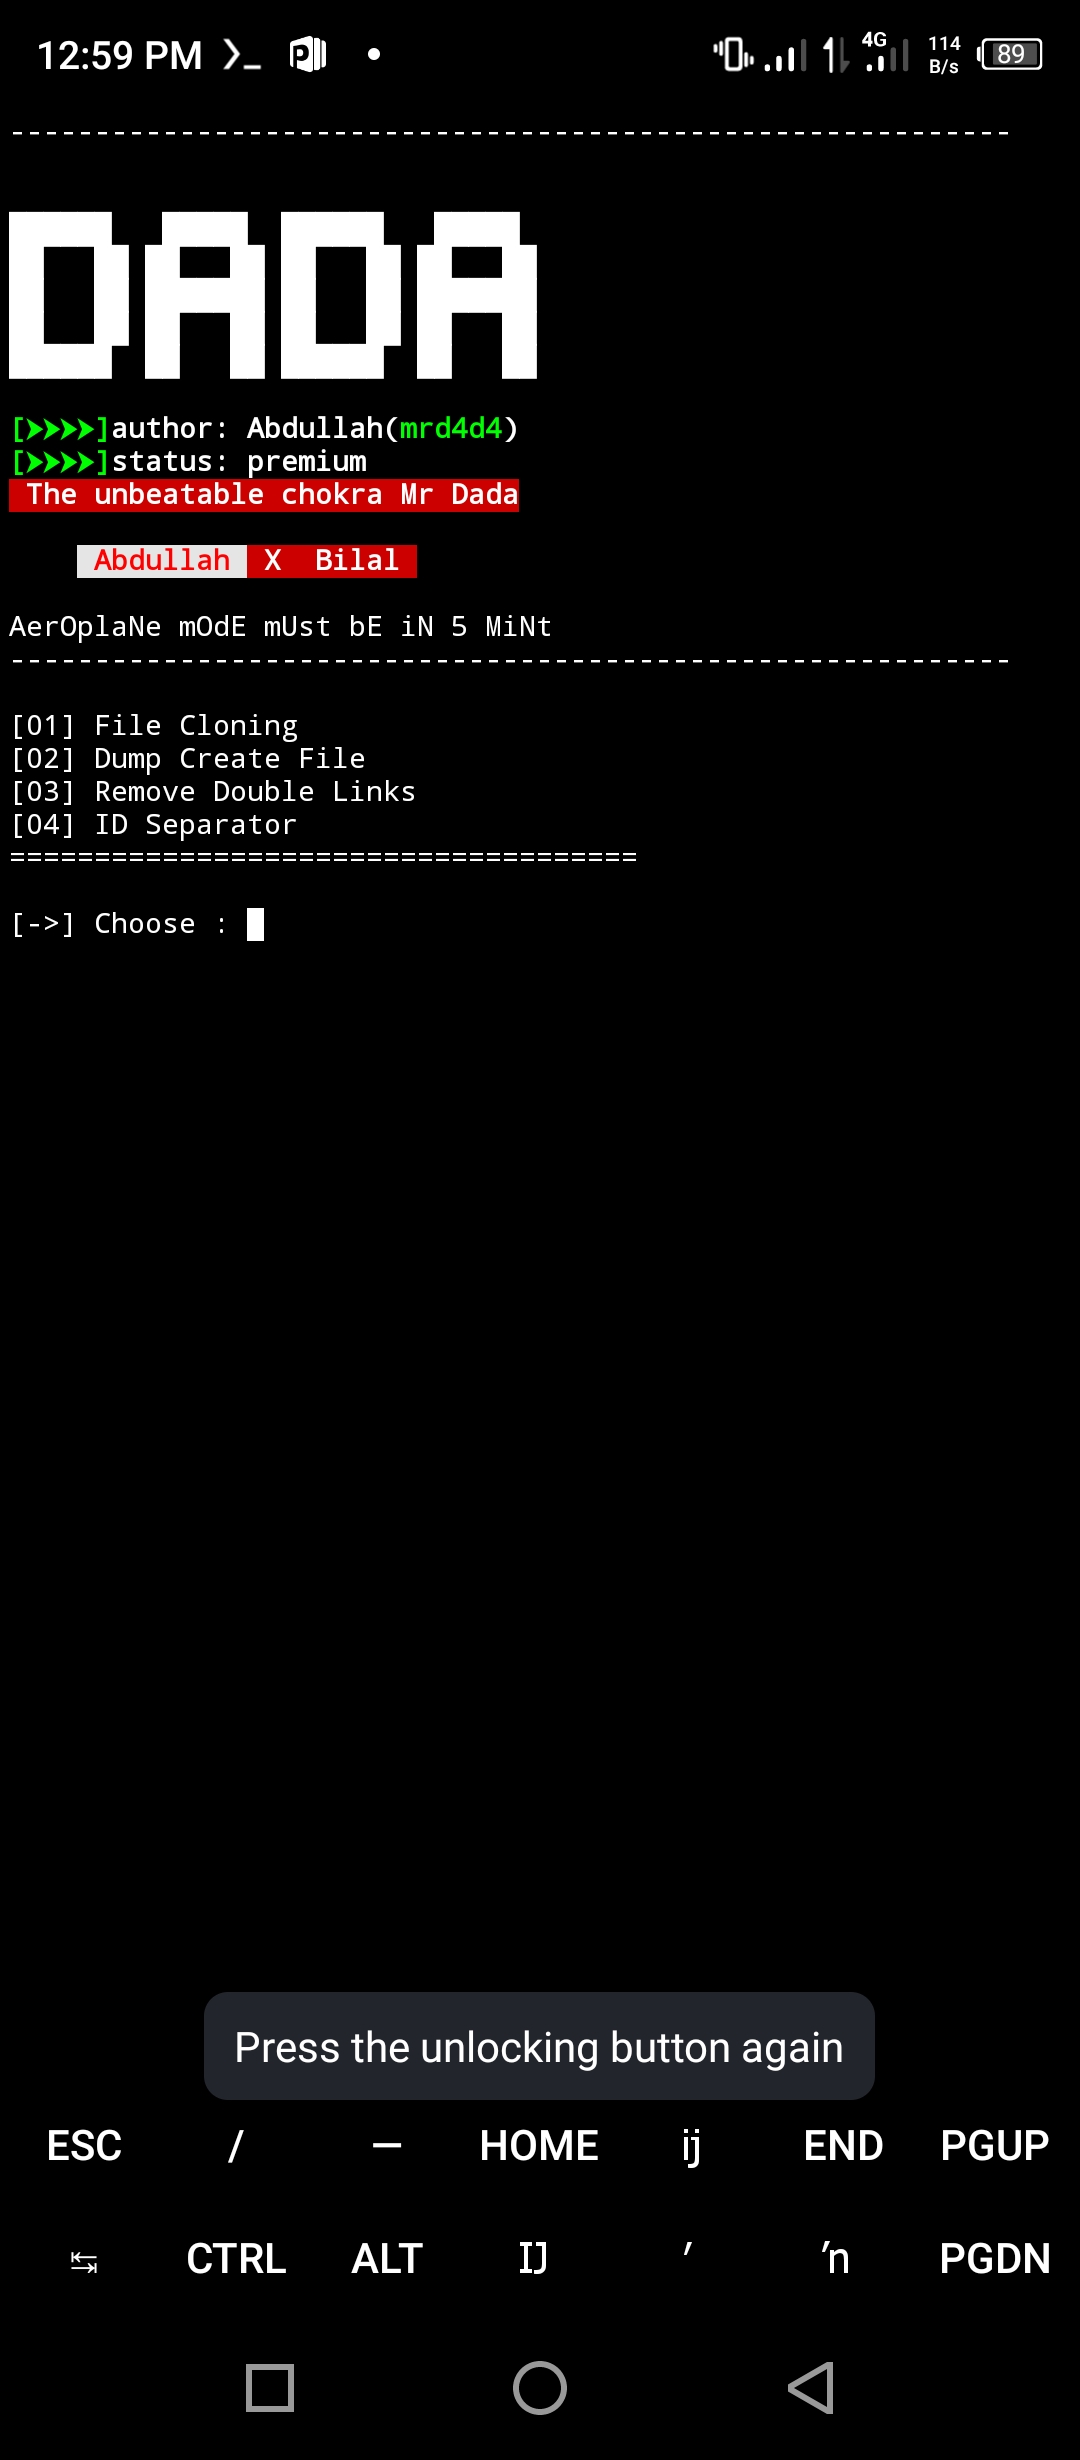 12:59 PM
4G
114
B/s
89
----------------------------------------------------------
DADA
[➤➤➤➤]author: Abdullah(mrd4d4)
[➤➤➤➤]status: premium
The unbeatable chokra Mr Dada
Abdullah X Bilal
AerOplaNe mOdE mUst bE iN 5 MiNt
-----------------------------------------------------------
[01] File Cloning
[02] Dump Create File
[03] Remove Double Links
[04] ID Separator
=====================================
[->] Choose :
Press the unlocking button again
ESC / — HOME ĳ END PGUP
↹ CTRL ALT Ĳ ′ ŉ PGDN